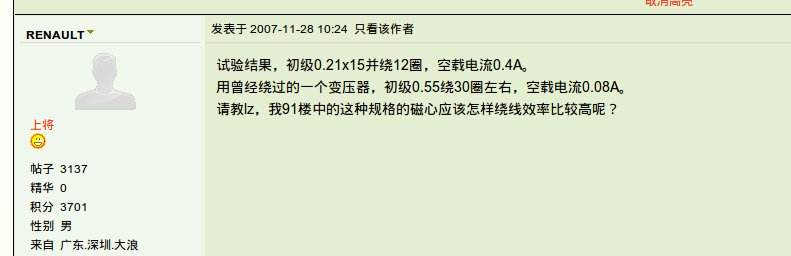 取消高亮
RENAULT
发表于 2007-11-28 10:24 只看该作者
试验结果，初级0.21x15并绕12圈，空载电流0.4A。
用曾经绕过的一个变压器，初级0.55绕30圈左右，空载电流0.08A。
请教lz，我91楼中的这种规格的磁心应该怎样绕线效率比较高呢？
上将
帖子 3137
精华 0
积分 3701
性别 男
来自 广东.深圳.大浪